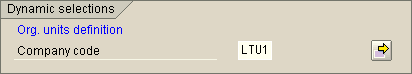 Dynamic selections
Org. units definition
Company code LTU1